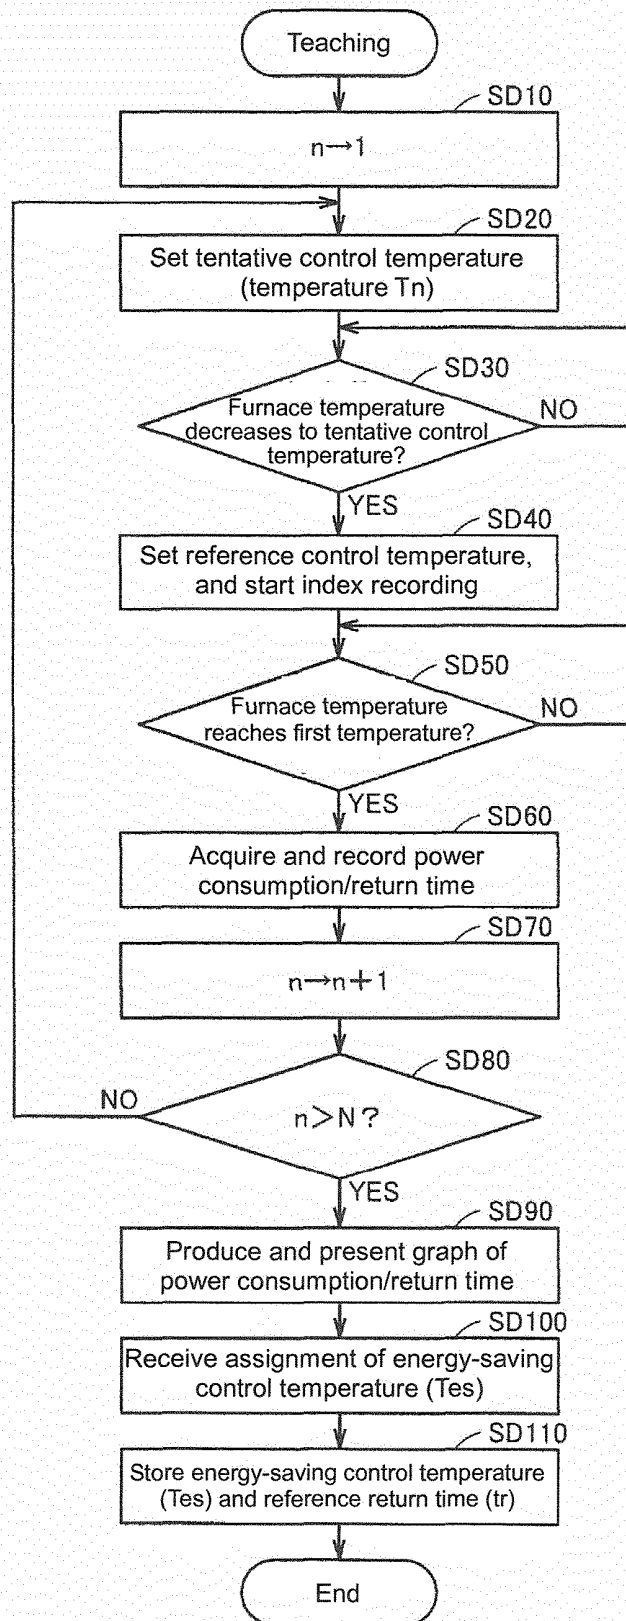 Teaching
SD10
n→1
SD20
Set tentative control temperature
(temperature Tn)
SD30
Furnace temperature
decreases to tentative control
temperature?
NO
YES
SD40
Set reference control temperature,
and start index recording
SD50
Furnace temperature
reaches first temperature?
NO
YES
SD60
Acquire and record power
consumption/return time
SD70
n→n+1
SD80
n>N?
NO
YES
SD90
Produce and present graph of
power consumption/return time
SD100
Receive assignment of energy-saving
control temperature (Tes)
SD110
Store energy-saving control temperature
(Tes) and reference return time (tr)
End